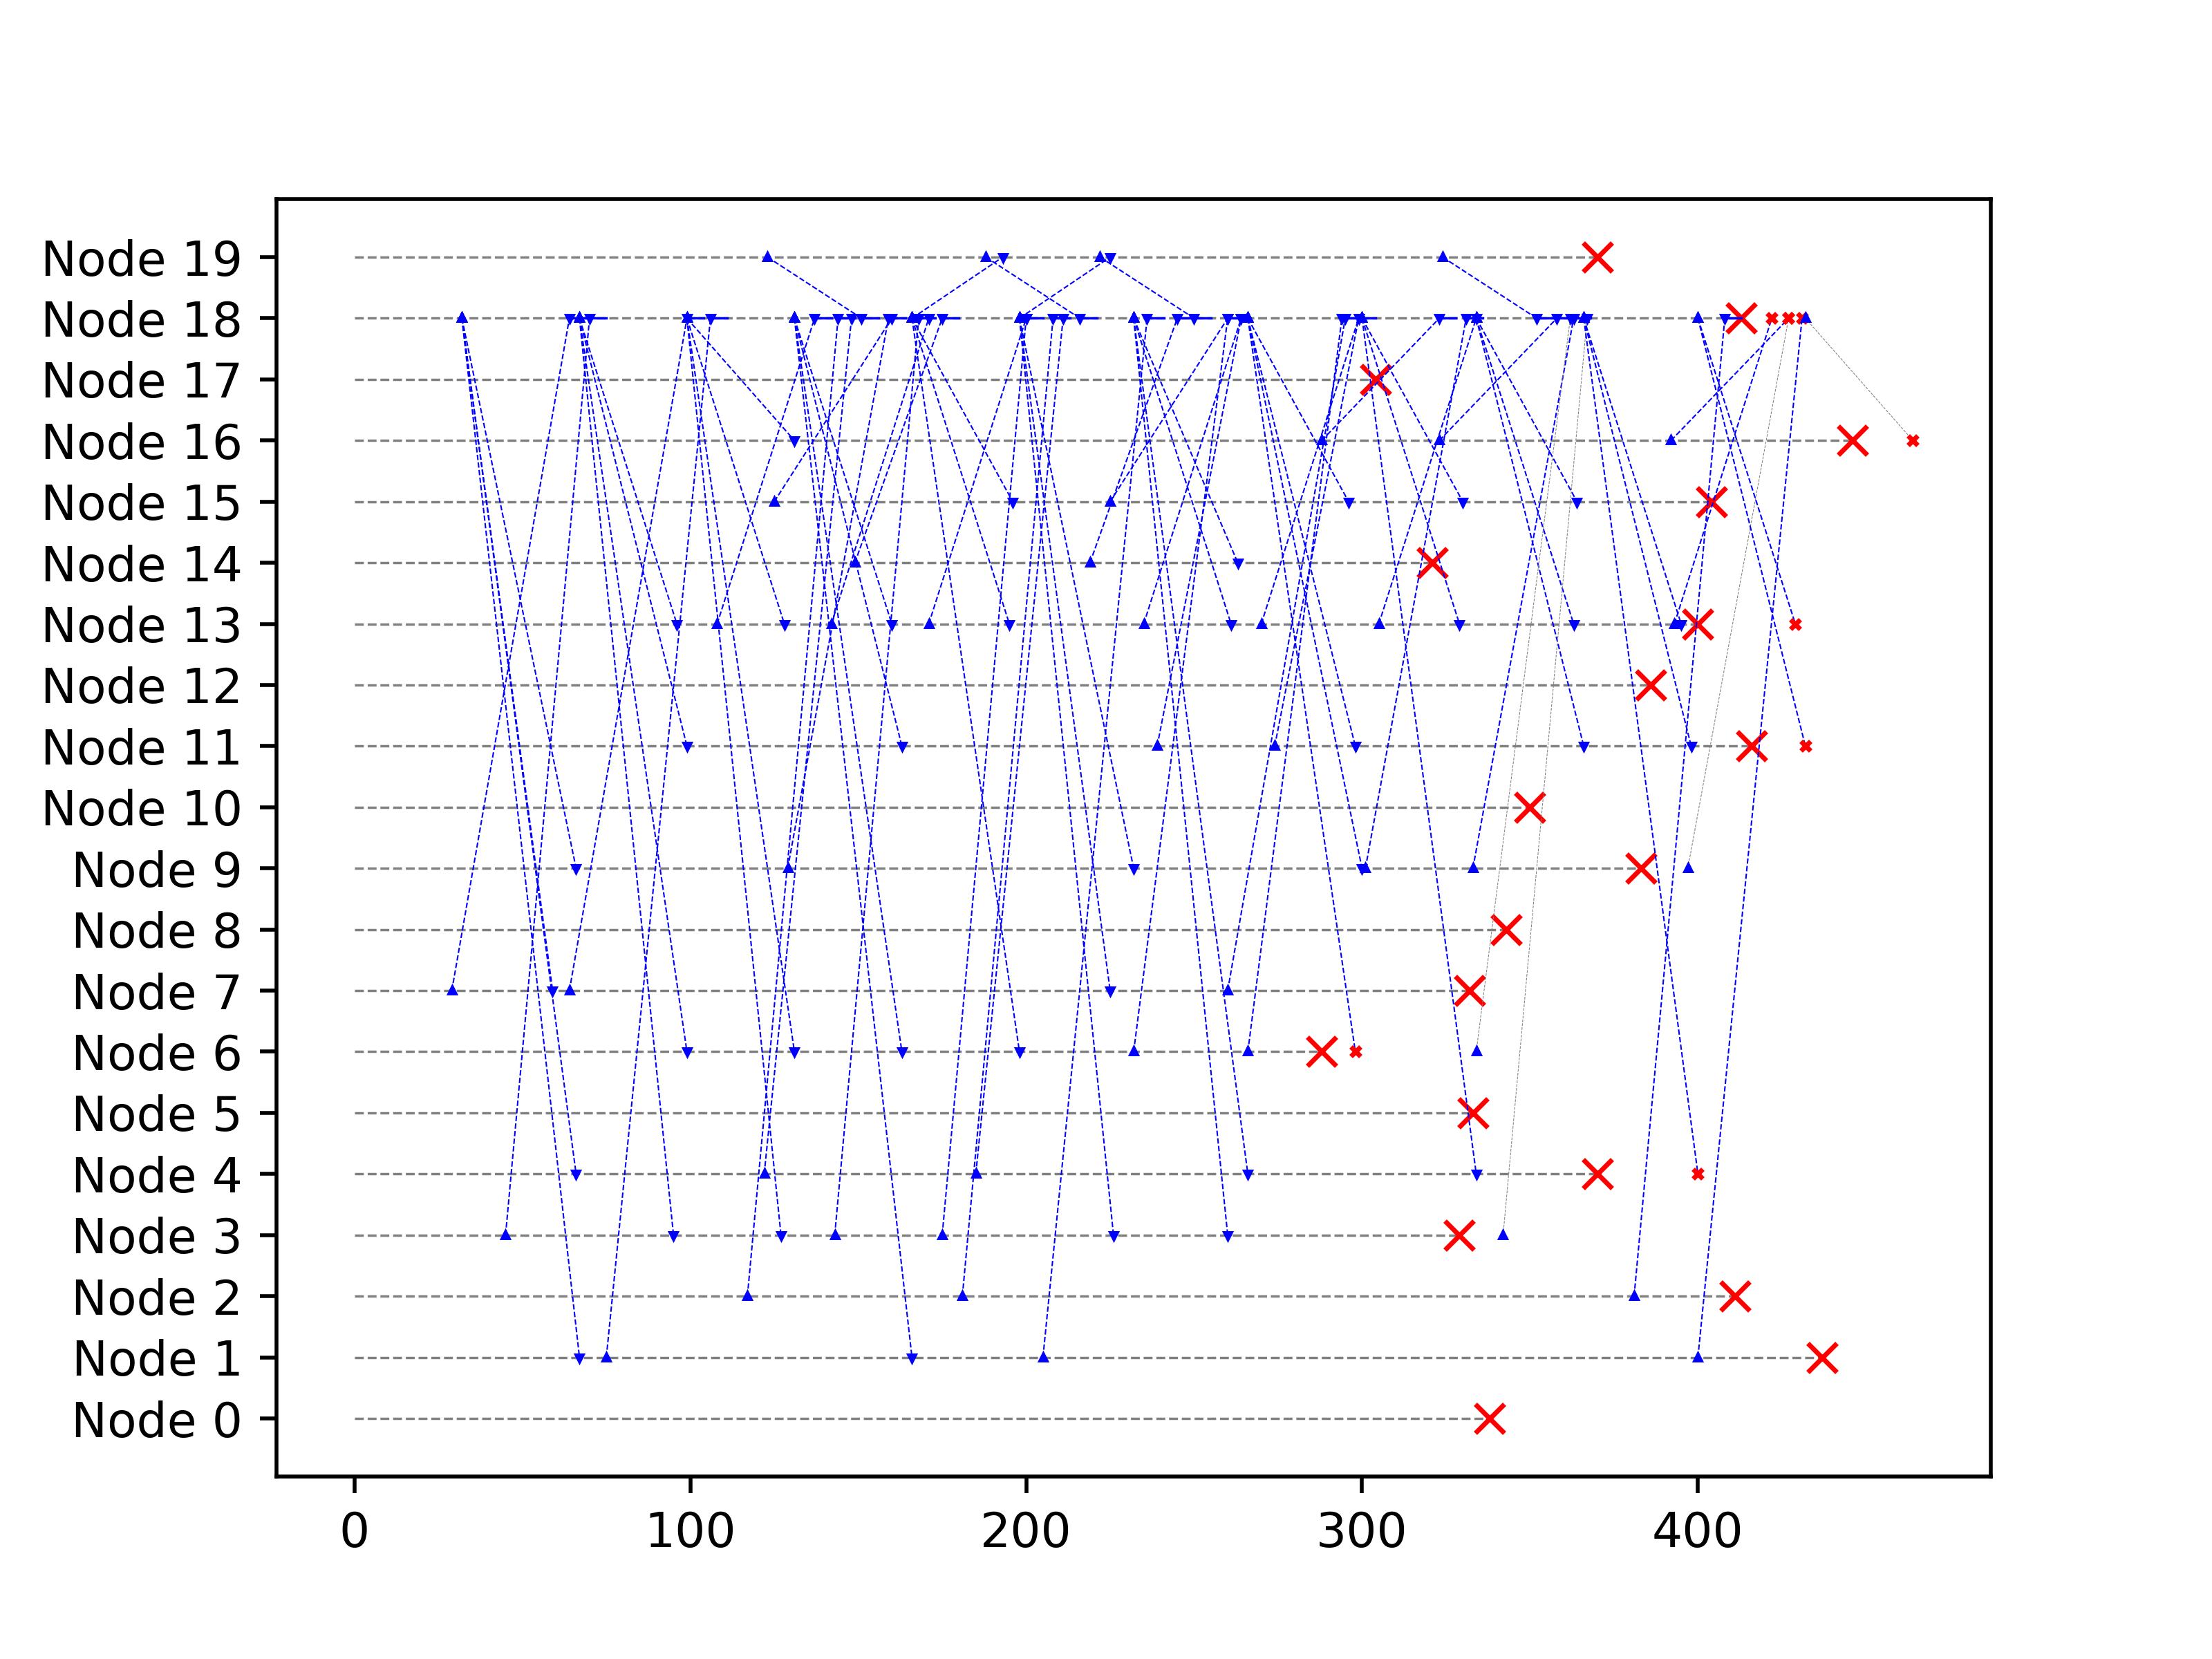 Node 19
Node 18
Node 17
Node 16
Node 15
Node 14
Node 13
Node 12
Node 11
Node 10
Node 9
Node 8
Node 7
Node 6
Node 5
Node 4
Node 3
Node 2
Node 1
Node 0
0 100 200 300 400